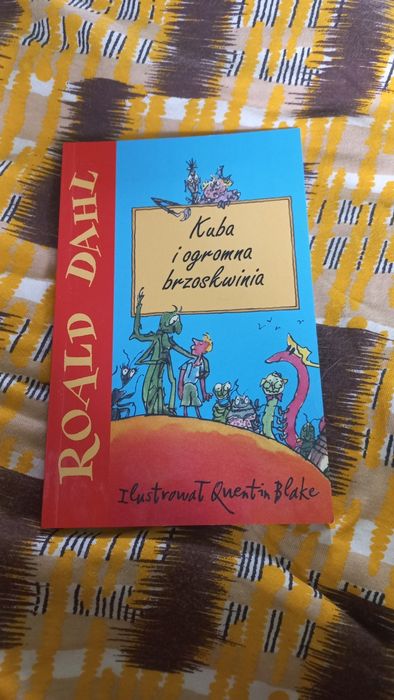 ROALD DAHL
Kuba
i ogromna
brzoskwinia
Ilustrował Quentin Blake